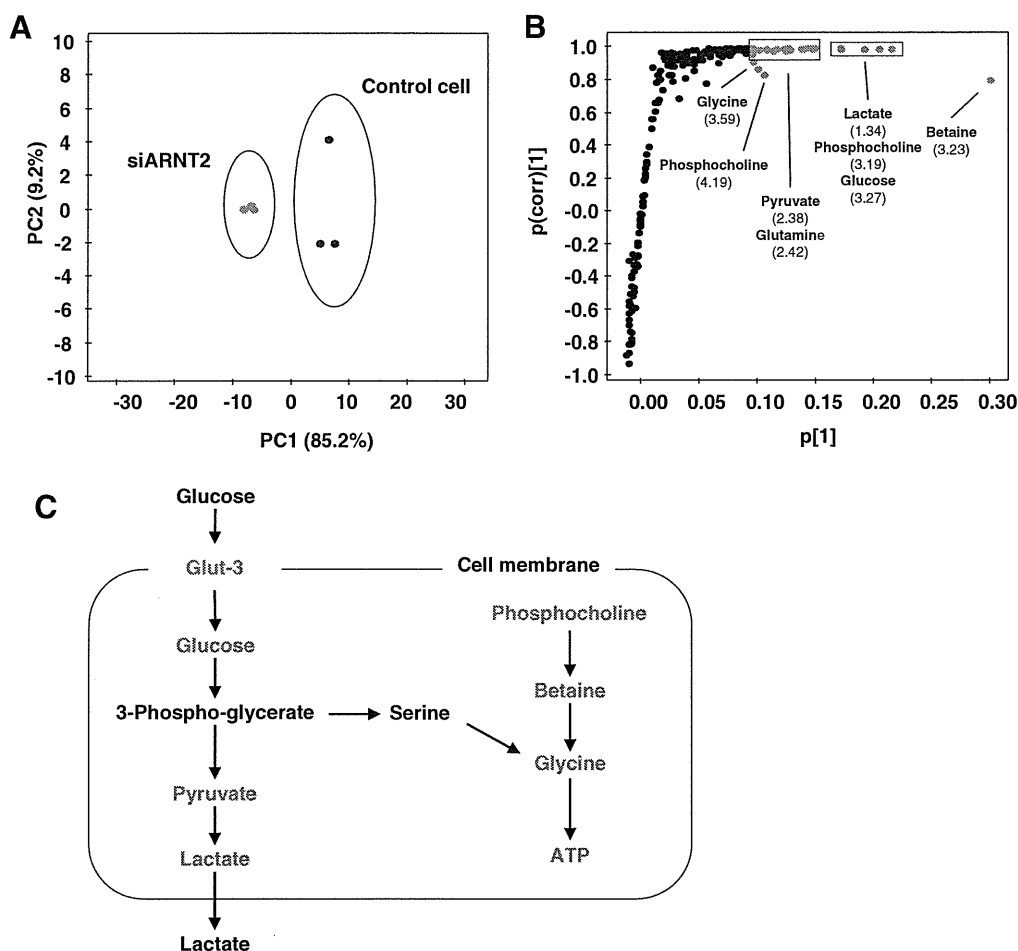 A
10
8
6
4
2
0
-2
-4
-6
-8
-10
PC2 (9.2%)
Control cell
siARNT2
-30
-20
-10
0
10
20
30
PC1 (85.2%)
B
1.0
0.8
0.6
0.4
0.2
-0.0
-0.2
-0.4
-0.6
-0.8
-1.0
p(corr)[1]
Glycine
(3.59)
Phosphocholine
(4.19)
Pyruvate
(2.38)
Glutamine
(2.42)
Lactate
(1.34)
Phosphocholine
(3.19)
Glucose
(3.27)
Betaine
(3.23)
0.00
0.05
0.10
0.15
0.20
0.25
0.30
p[1]
C
Glucose
Glut-3
Cell membrane
Phosphocholine
Glucose
Betaine
3-Phospho-glycerate
Serine
Glycine
Pyruvate
Lactate
ATP
Lactate